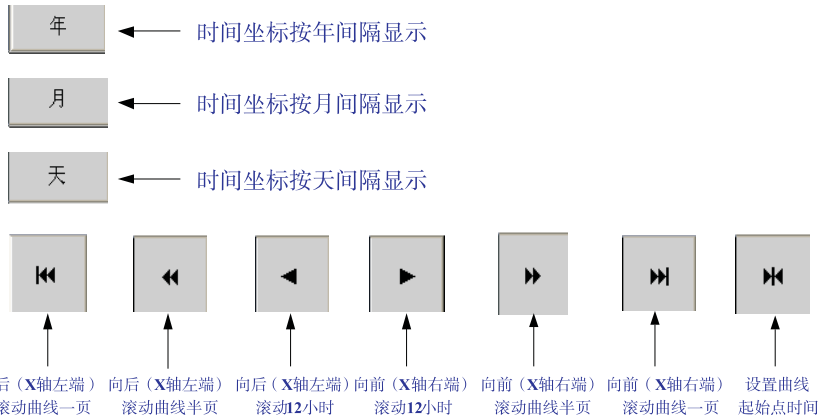 年
时间坐标按年间隔显示
月
时间坐标按月间隔显示
天
时间坐标按天间隔显示
后（X轴左端）
滚动曲线一页
向后（X轴左端）
滚动曲线半页
向后（X轴左端）
滚动12小时
向前（X轴右端）
滚动12小时
向前（X轴右端）
滚动曲线半页
向前（X轴右端）
滚动曲线一页
设置曲线
起始点时间